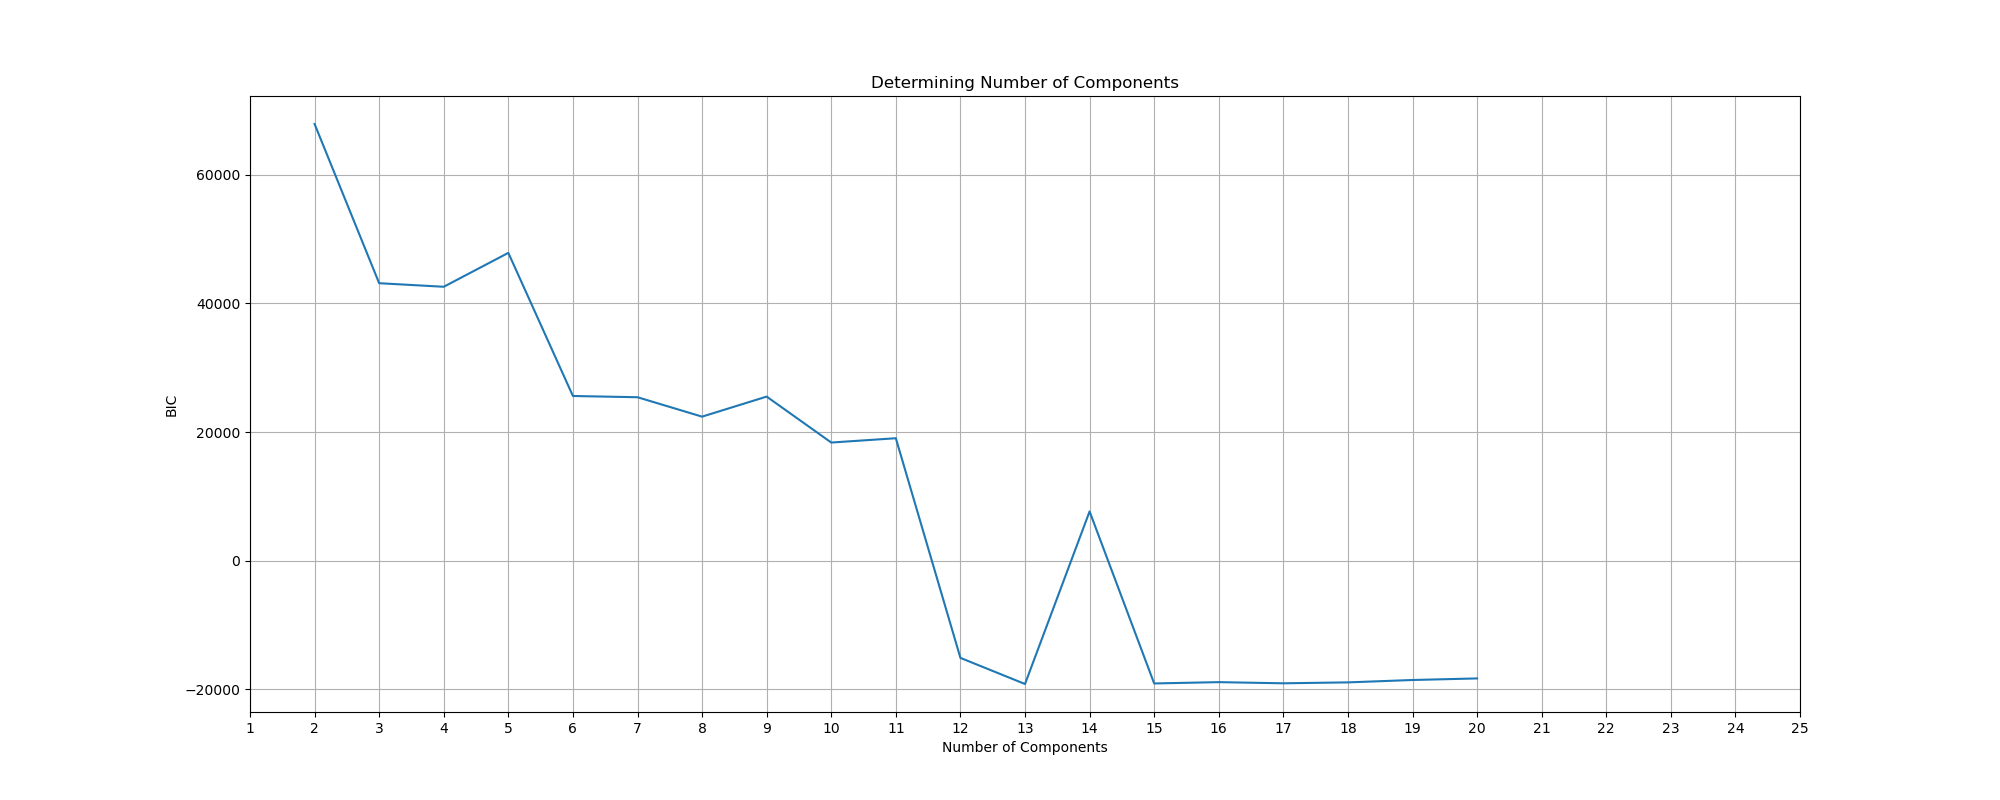 Determining Number of Components
60000
40000
20000
0
−20000
BIC
1 2 3 4 5 6 7 8 9 10 11 12 13 14 15 16 17 18 19 20 21 22 23 24 25
Number of Components